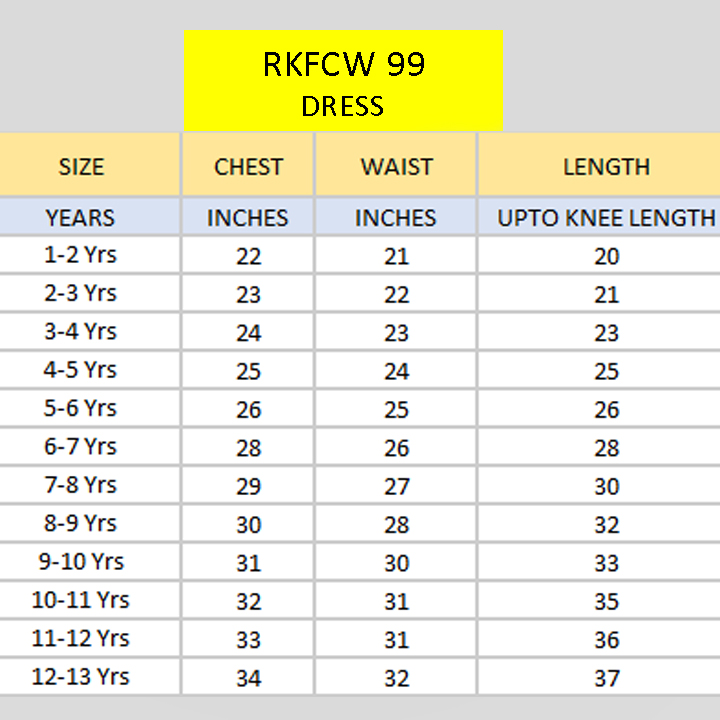 RKFCW 99
DRESS
SIZE CHEST WAIST LENGTH
YEARS INCHES INCHES UPTO KNEE LENGTH
1-2 Yrs 22 21 20
2-3 Yrs 23 22 21
3-4 Yrs 24 23 23
4-5 Yrs 25 24 25
5-6 Yrs 26 25 26
6-7 Yrs 28 26 28
7-8 Yrs 29 27 30
8-9 Yrs 30 28 32
9-10 Yrs 31 30 33
10-11 Yrs 32 31 35
11-12 Yrs 33 31 36
12-13 Yrs 34 32 37